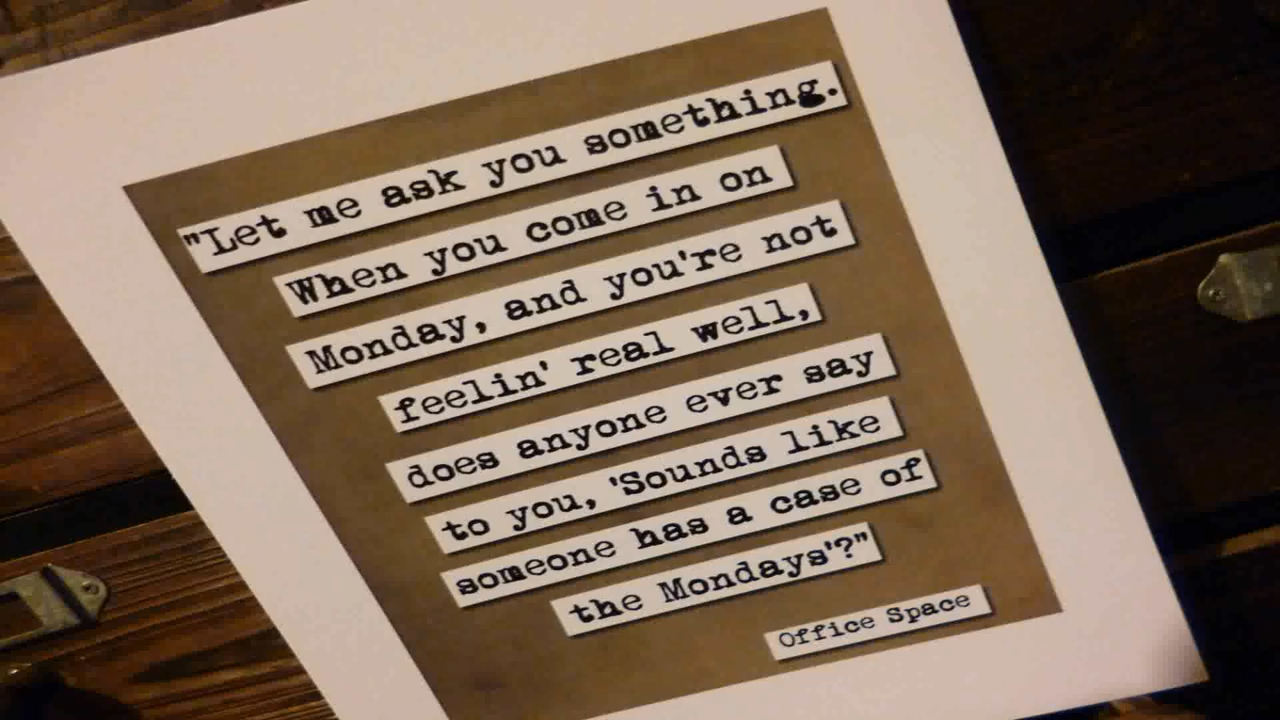 "Let me ask you something.
When you come in on
Monday, and you're not
feelin' real well,
does anyone ever say
to you, 'Sounds like
someone has a case of
the Mondays'?"
Office Space